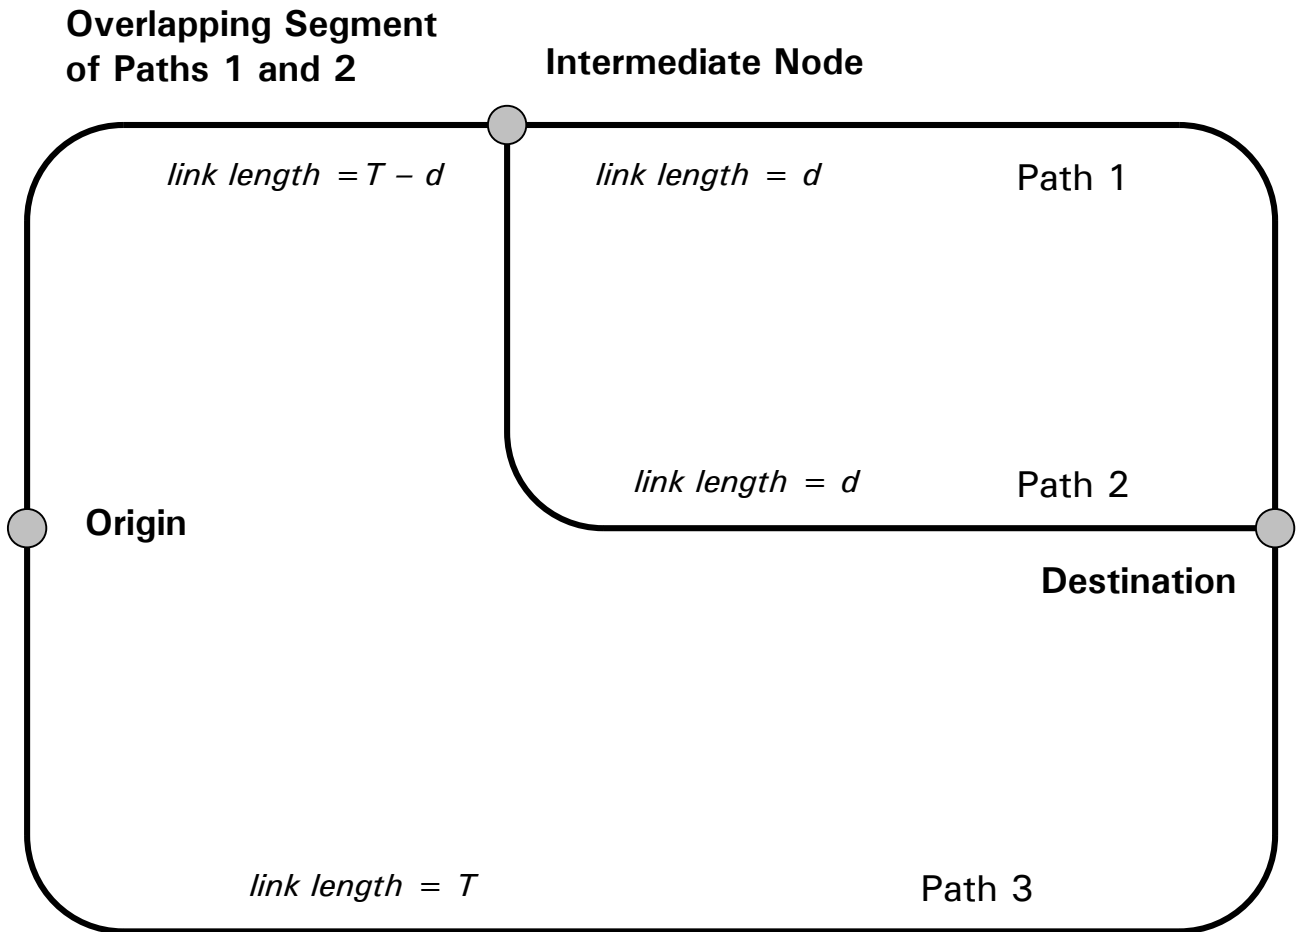 Overlapping Segment
of Paths 1 and 2
Intermediate Node
link length = T – d
link length = d
Path 1
link length = d
Path 2
Origin
Destination
link length = T
Path 3